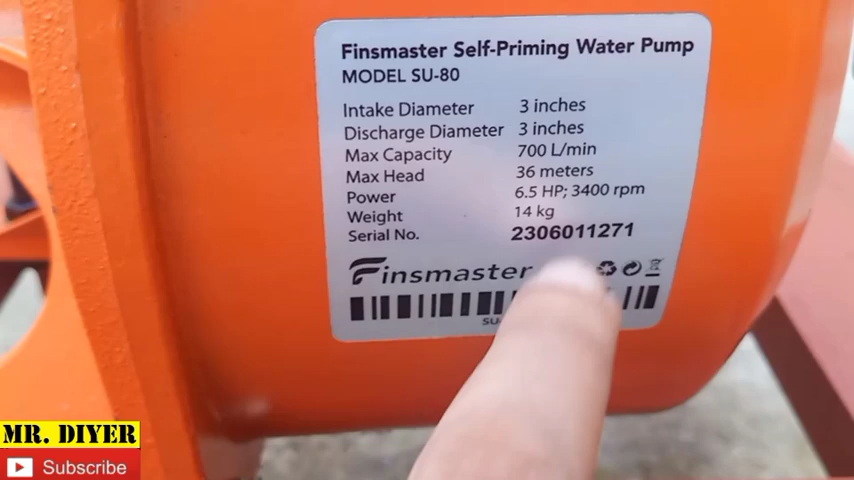 Finsmaster Self-Priming Water Pump
MODEL SU-80
Intake Diameter 3 inches
Discharge Diameter 3 inches
Max Capacity 700 L/min
Max Head 36 meters
Power 6.5 HP; 3400 rpm
Weight 14 kg
Serial No. 2306011271
Finsmaster
MR. DIYER
Subscribe